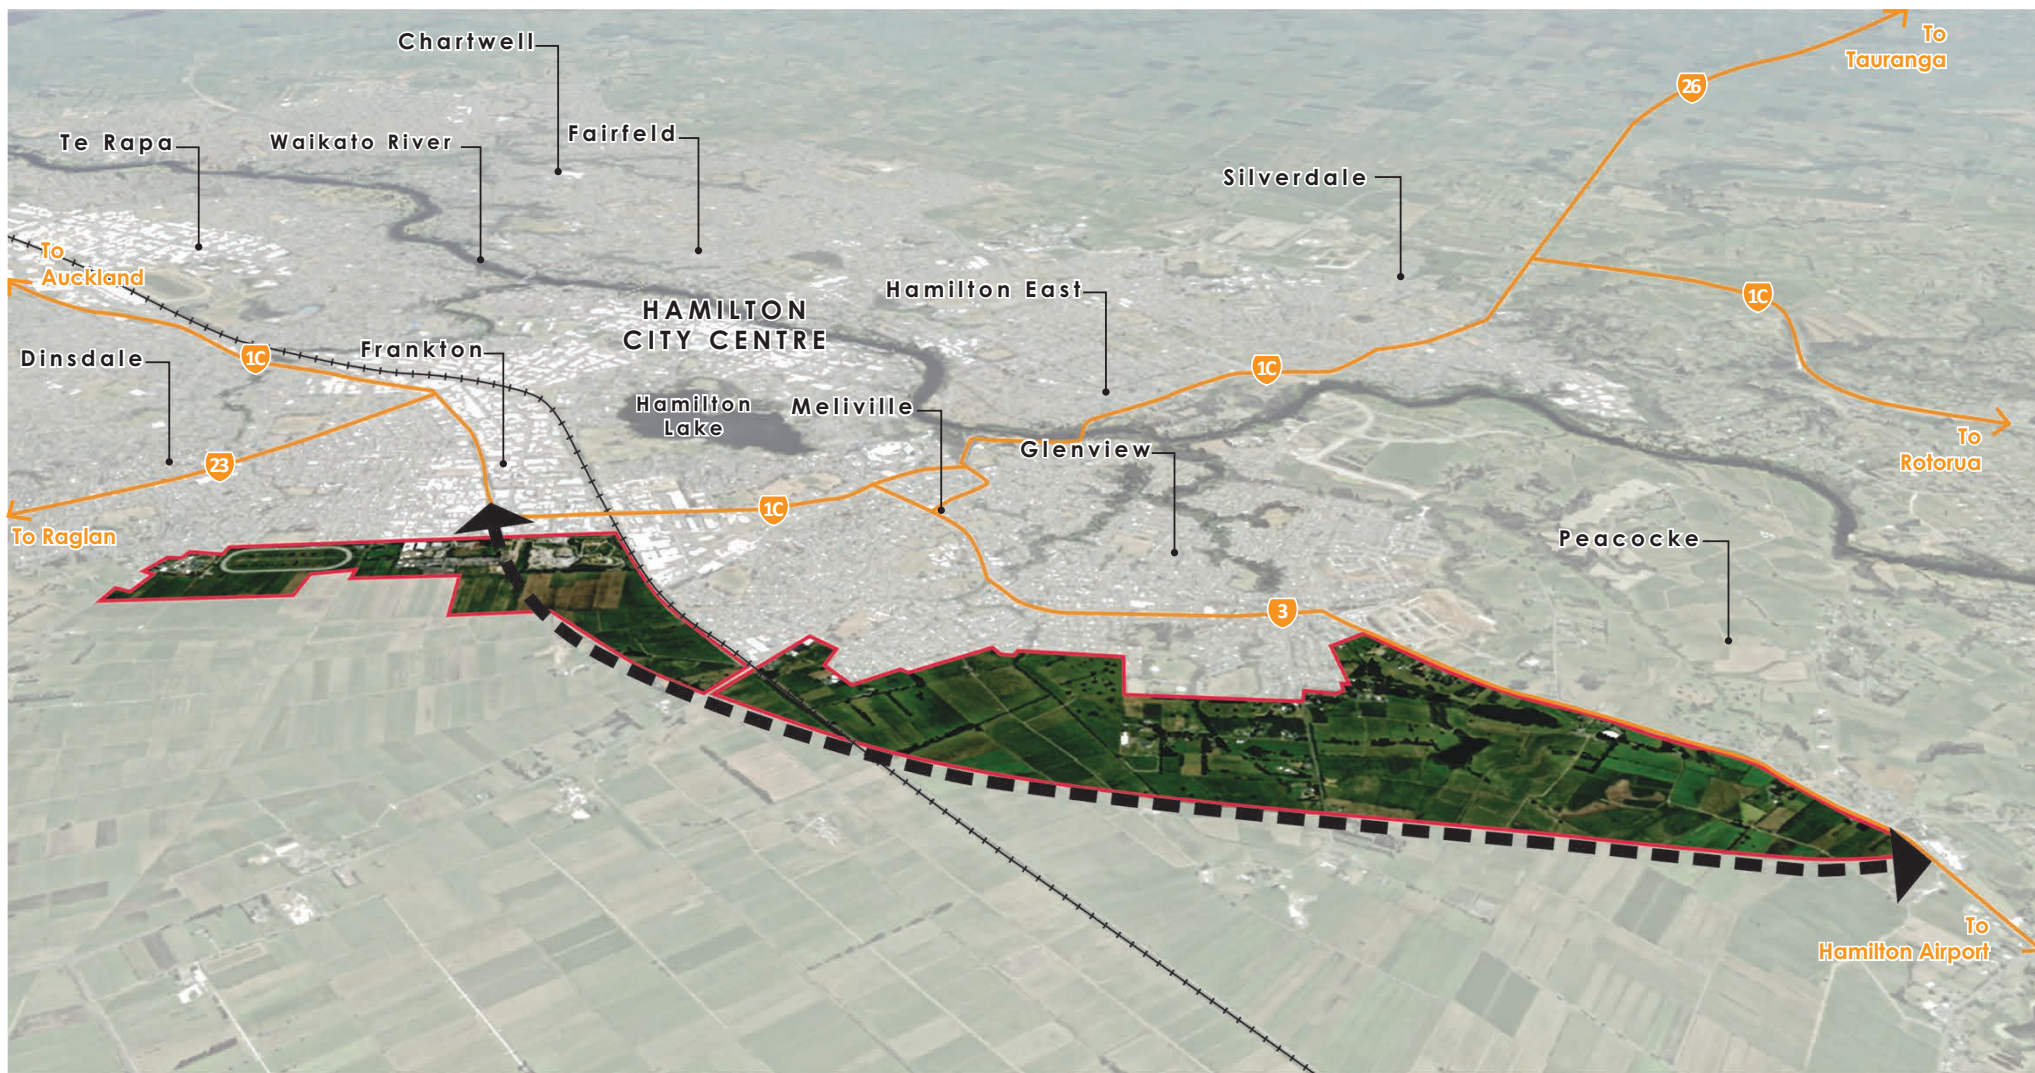 To
Tauranga
Chartwell
26
Fairfeld
Te Rapa
Waikato River
Silverdale
To
Auckland
Hamilton East
1C
HAMILTON
CITY CENTRE
Frankton
Dinsdale
1C
1C
Hamilton
Lake
Meliville
To
Rotorua
Glenview
23
1C
To Raglan
Peacocke
3
To
Hamilton Airport